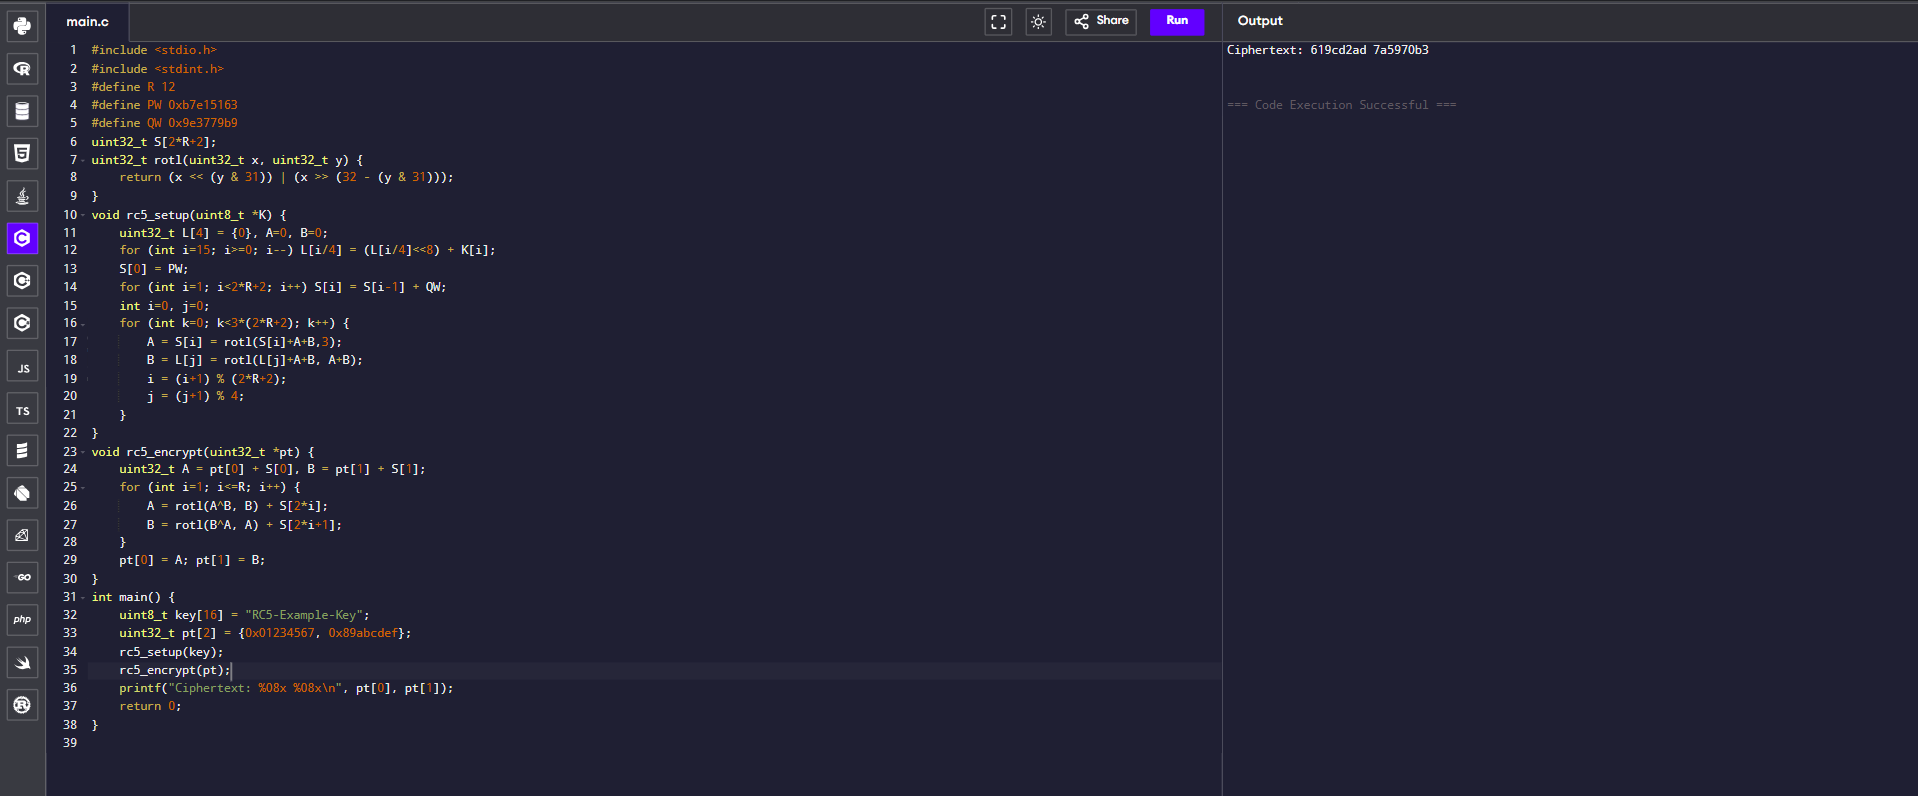 main.c
Share
Run
Output
1 #include <stdio.h>
2 #include <stdint.h>
3 #define R 12
4 #define PW 0xb7e15163
5 #define QW 0x9e3779b9
6 uint32_t S[2*R+2];
7 uint32_t rotl(uint32_t x, uint32_t y) {
8     return (x << (y & 31)) | (x >> (32 - (y & 31)));
9 }
10 void rc5_setup(uint8_t *K) {
11     uint32_t L[4] = {0}, A=0, B=0;
12     for (int i=15; i>=0; i--) L[i/4] = (L[i/4]<<8) + K[i];
13     S[0] = PW;
14     for (int i=1; i<2*R+2; i++) S[i] = S[i-1] + QW;
15     int i=0, j=0;
16     for (int k=0; k<3*(2*R+2); k++) {
17         A = S[i] = rotl(S[i]+A+B,3);
18         B = L[j] = rotl(L[j]+A+B, A+B);
19         i = (i+1) % (2*R+2);
20         j = (j+1) % 4;
21     }
22 }
23 void rc5_encrypt(uint32_t *pt) {
24     uint32_t A = pt[0] + S[0], B = pt[1] + S[1];
25     for (int i=1; i<=R; i++) {
26         A = rotl(A^B, B) + S[2*i];
27         B = rotl(B^A, A) + S[2*i+1];
28     }
29     pt[0] = A; pt[1] = B;
30 }
31 int main() {
32     uint8_t key[16] = "RC5-Example-Key";
33     uint32_t pt[2] = {0x01234567, 0x89abcdef};
34     rc5_setup(key);
35     rc5_encrypt(pt);
36     printf("Ciphertext: %08x %08x\n", pt[0], pt[1]);
37     return 0;
38 }
39
Ciphertext: 619cd2ad 7a5970b3
=== Code Execution Successful ===
R
5
C
C
C
JS
TS
GO
php
R